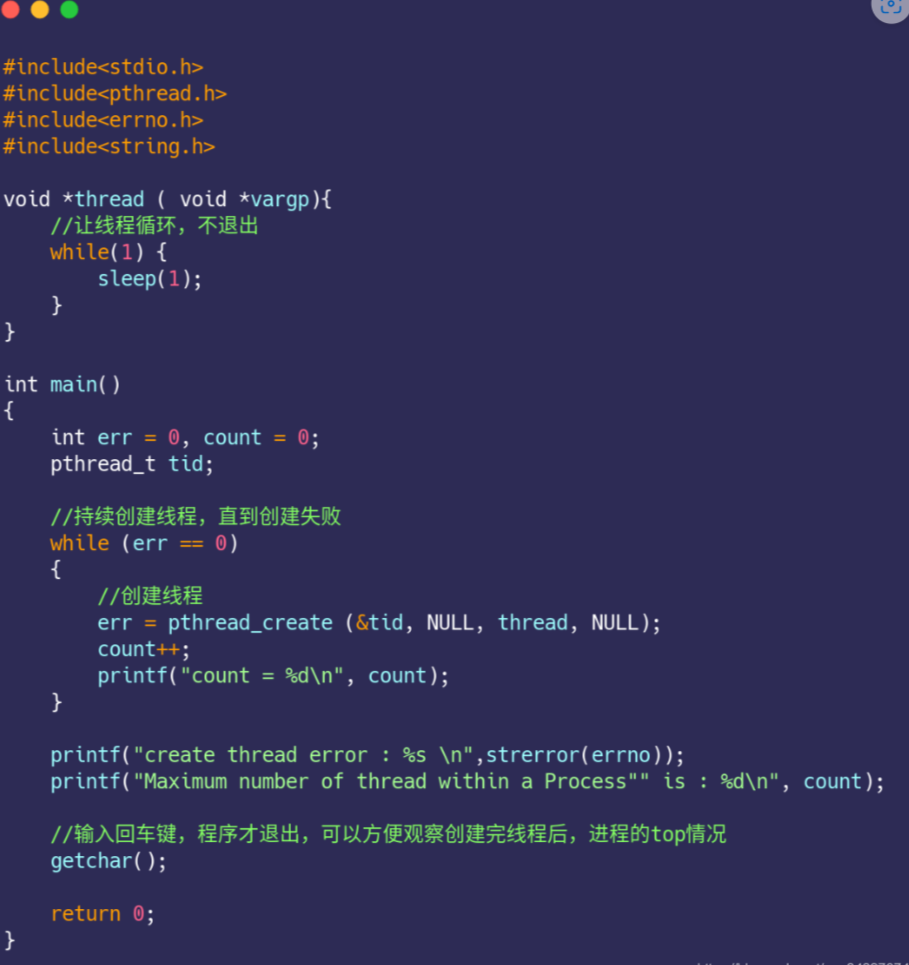 #include<stdio.h>
#include<pthread.h>
#include<errno.h>
#include<string.h>
void *thread ( void *vargp){
//让线程循环，不退出
while(1) {
sleep(1);
}
}
int main()
{
int err = 0, count = 0;
pthread_t tid;
//持续创建线程，直到创建失败
while (err == 0)
{
//创建线程
err = pthread_create (&tid, NULL, thread, NULL);
count++;
printf("count = %d\n", count);
}
printf("create thread error : %s \n",strerror(errno));
printf("Maximum number of thread within a Process"" is : %d\n", count);
//输入回车键，程序才退出，可以方便观察创建完线程后，进程的top情况
getchar();
return 0;
}